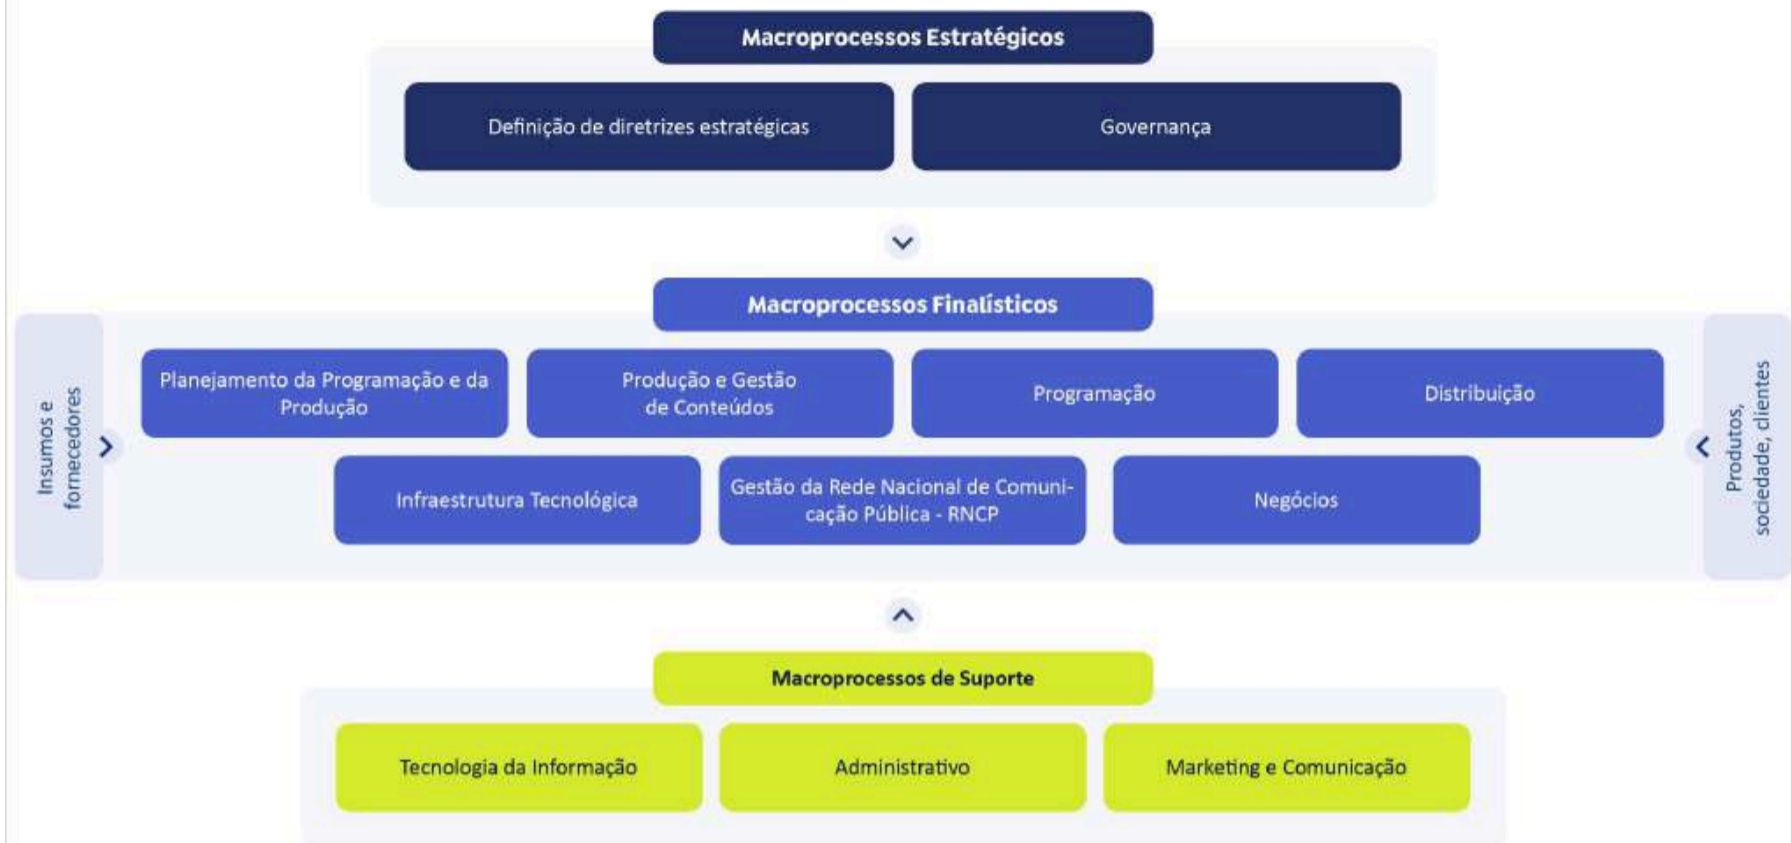 Macroprocessos Estratégicos
Definição de diretrizes estratégicas
Governança
Macroprocessos Finalísticos
Insumos e
fornecedores
Planejamento da Programação e da
Produção
Produção e Gestão
de Conteúdos
Programação
Distribuição
Infraestrutura Tecnológica
Gestão da Rede Nacional de Comuni-
cação Pública - RNCP
Negócios
Produtos,
sociedade, clientes
Macroprocessos de Suporte
Tecnologia da Informação
Administrativo
Marketing e Comunicação